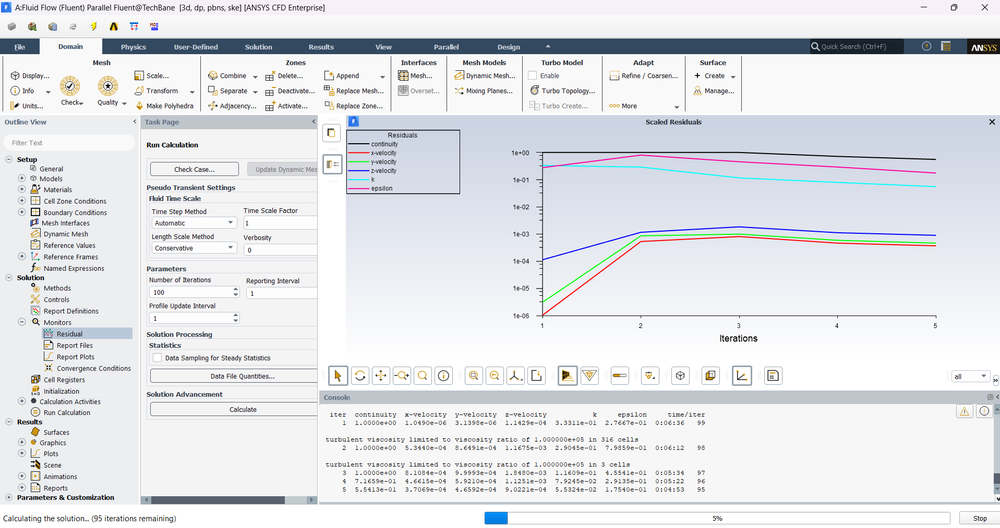 A:Fluid Flow (Fluent) Parallel Fluent@TechBane [3d, dp, pbns, ske] [ANSYS CFD Enterprise]
File Domain Physics User-Defined Solution Results View Parallel Design Quick Search (Ctrl+F) ANSYS
Mesh Zones Interfaces Mesh Models Turbo Model Adapt Surface
Display... Scale... Combine Delete... Append Mesh... Dynamic Mesh... Enable Refine / Coarsen... Create
Info Transform Separate Deactivate... Replace Mesh... Overset... Mixing Planes... Turbo Topology... Manage...
Check Quality
Units... Make Polyhedra Adjacency... Activate... Replace Zone... Turbo Create... More
Outline View
Filter Text
Setup
General
Models
Materials
Cell Zone Conditions
Boundary Conditions
Mesh Interfaces
Dynamic Mesh
Reference Values
Reference Frames
Named Expressions
Solution
Methods
Controls
Report Definitions
Monitors
Residual
Report Files
Report Plots
Convergence Conditions
Cell Registers
Initialization
Calculation Activities
Run Calculation
Results
Surfaces
Graphics
Plots
Scene
Animations
Reports
Parameters & Customization
Task Page
Run Calculation
Check Case... Update Dynamic Mes
Pseudo Transient Settings
Fluid Time Scale
Time Step Method Time Scale Factor
Automatic 1
Length Scale Method Verbosity
Conservative 0
Parameters
Number of Iterations Reporting Interval
100 1
Profile Update Interval
1
Solution Processing
Statistics
Data Sampling for Steady Statistics
Data File Quantities...
Solution Advancement
Calculate
Scaled Residuals
Residuals
continuity
x-velocity
y-velocity
z-velocity
k
epsilon
1e+00
1e-01
1e-02
1e-03
1e-04
1e-05
1e-06
1 2 3 4 5
Iterations
all
Console
iter continuity x-velocity y-velocity z-velocity k epsilon time/iter
1 1.0000e+00 1.0490e-06 3.1398e-06 1.1429e-04 3.3311e-01 2.7667e-01 0:06:36 99
turbulent viscosity limited to viscosity ratio of 1.000000e+05 in 316 cells
2 1.0000e+00 5.3440e-04 8.6491e-04 1.1675e-03 2.9045e-01 7.9859e-01 0:06:12 98
turbulent viscosity limited to viscosity ratio of 1.000000e+05 in 3 cells
3 1.0000e+00 8.1084e-04 9.9993e-04 1.8480e-03 1.1609e-01 4.5541e-01 0:05:34 97
4 7.1659e-01 4.6615e-04 5.9210e-04 1.1251e-03 7.9245e-02 2.9135e-01 0:05:22 96
5 5.5413e-01 3.7069e-04 4.6592e-04 9.0221e-04 5.5324e-02 1.7540e-01 0:04:53 95
Calculating the solution... (95 iterations remaining) 5% Stop